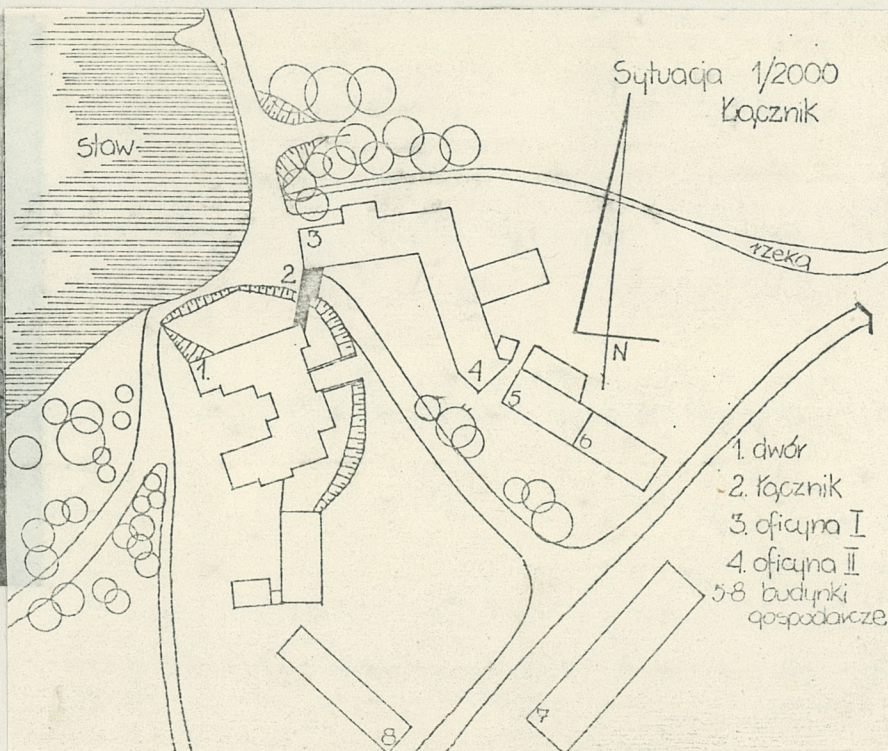 Sytuacja 1/2000
Łącznik
Staw
rzeka
3
2
N
1.
4
5
6
1. dwór
2. łącznik
3. oficyna I
4. oficyna II
5-8 budynki
gospodarcze
7
8